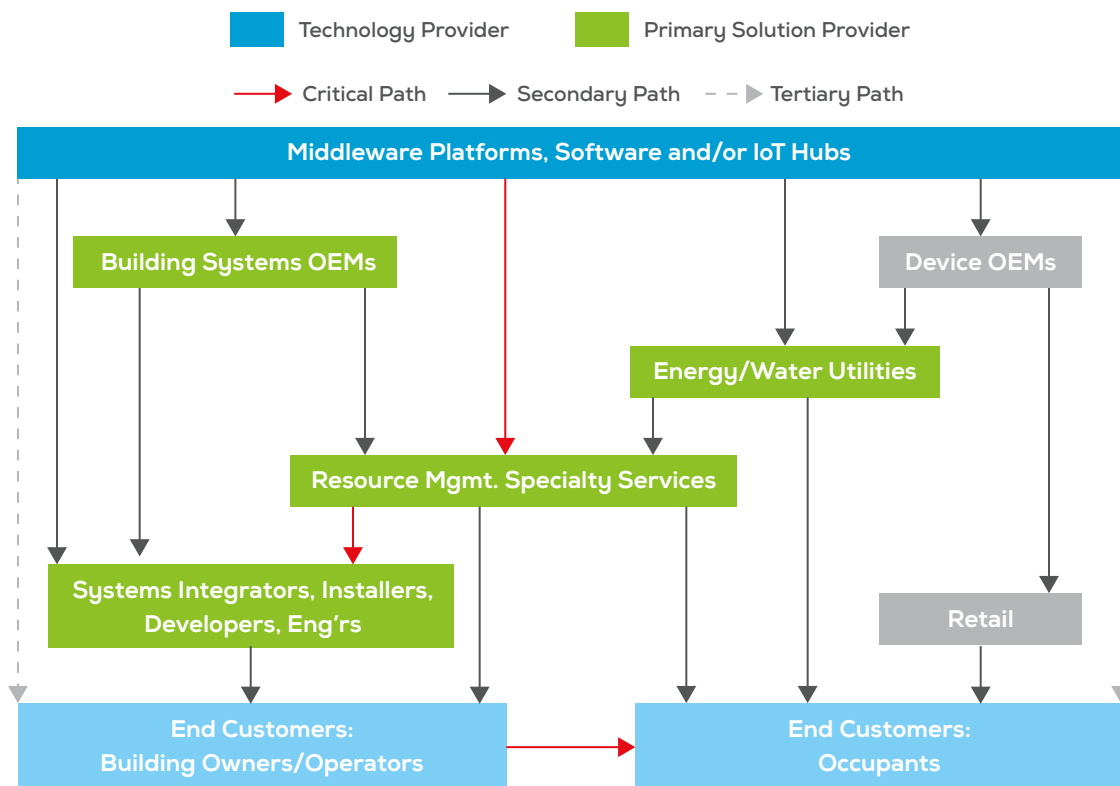 Technology Provider
Primary Solution Provider
Critical Path
Secondary Path
Tertiary Path
Middleware Platforms, Software and/or IoT Hubs
Building Systems OEMs
Device OEMs
Energy/Water Utilities
Resource Mgmt. Specialty Services
Systems Integrators, Installers,
Developers, Eng'rs
Retail
End Customers:
Building Owners/Operators
End Customers:
Occupants